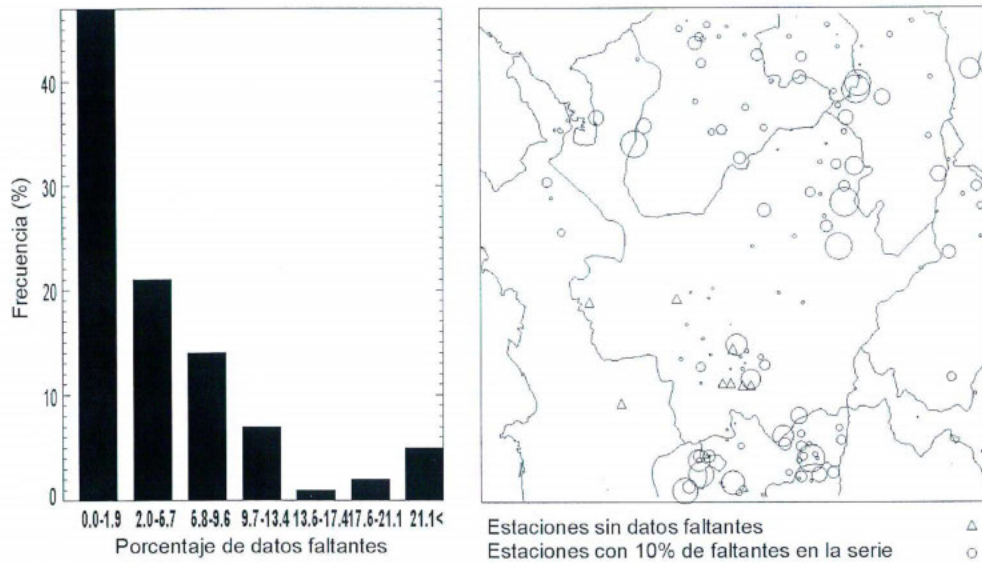 Frecuencia (%)
40
30
20
10
0
0.0-1.9 2.0-6.7 6.8-9.6 9.7-13.4 13.6-17.4 17.6-21.1 21.1<
Porcentaje de datos faltantes
Estaciones sin datos faltantes
Estaciones con 10% de faltantes en la serie